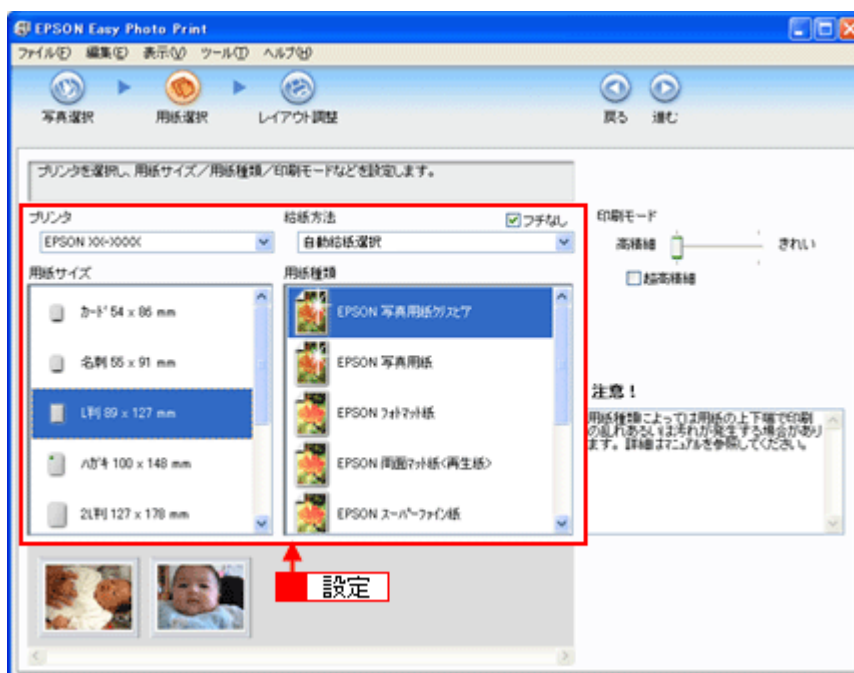 EPSON Easy Photo Print
ファイル(F) 編集(E) 表示(V) ツール(T) ヘルプ(H)
写真選択 用紙選択 レイアウト調整 戻る 進む
プリンタを選択し、用紙サイズ／用紙種類／印刷モードなどを設定します。
プリンタ 給紙方法 フチなし 印刷モード
EPSON XX-XXXX 自動給紙選択 高精細 きれい
用紙サイズ 用紙種類 超高精細
カード 54 x 86 mm EPSON 写真用紙クリスピア
名刺 55 x 91 mm EPSON 写真用紙
L判 89 x 127 mm EPSON フォトマット紙
ハガキ 100 x 148 mm EPSON 両面マット紙<再生紙>
2L判 127 x 178 mm EPSON スーパーファイン紙
注意！
用紙種類によっては用紙の上下端で印刷
の乱れあるいは汚れが発生する場合があり
ます。詳細はマニュアルを参照してください。
設定